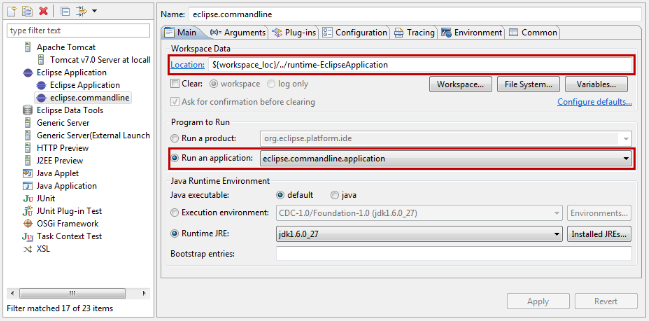 type filter text
Apache Tomcat
Tomcat v7.0 Server at locall
Eclipse Application
Eclipse Application
eclipse.commandline
Eclipse Data Tools
Generic Server
Generic Server(External Launch
HTTP Preview
J2EE Preview
Java Applet
Java Application
JUnit
JUnit Plug-in Test
OSGi Framework
Task Context Test
XSL
Filter matched 17 of 23 items
Name: eclipse.commandline
Main Arguments Plug-ins Configuration Tracing Environment Common
Workspace Data
Location: ${workspace_loc}/../runtime-EclipseApplication
Clear: workspace log only Workspace... File System... Variables...
Ask for confirmation before clearing Configure defaults...
Program to Run
Run a product: org.eclipse.platform.ide
Run an application: eclipse.commandline.application
Java Runtime Environment
Java executable: default java
Execution environment: CDC-1.0/Foundation-1.0 (jdk1.6.0_27) Environments...
Runtime JRE: jdk1.6.0_27 Installed JREs...
Bootstrap entries:
Apply Revert